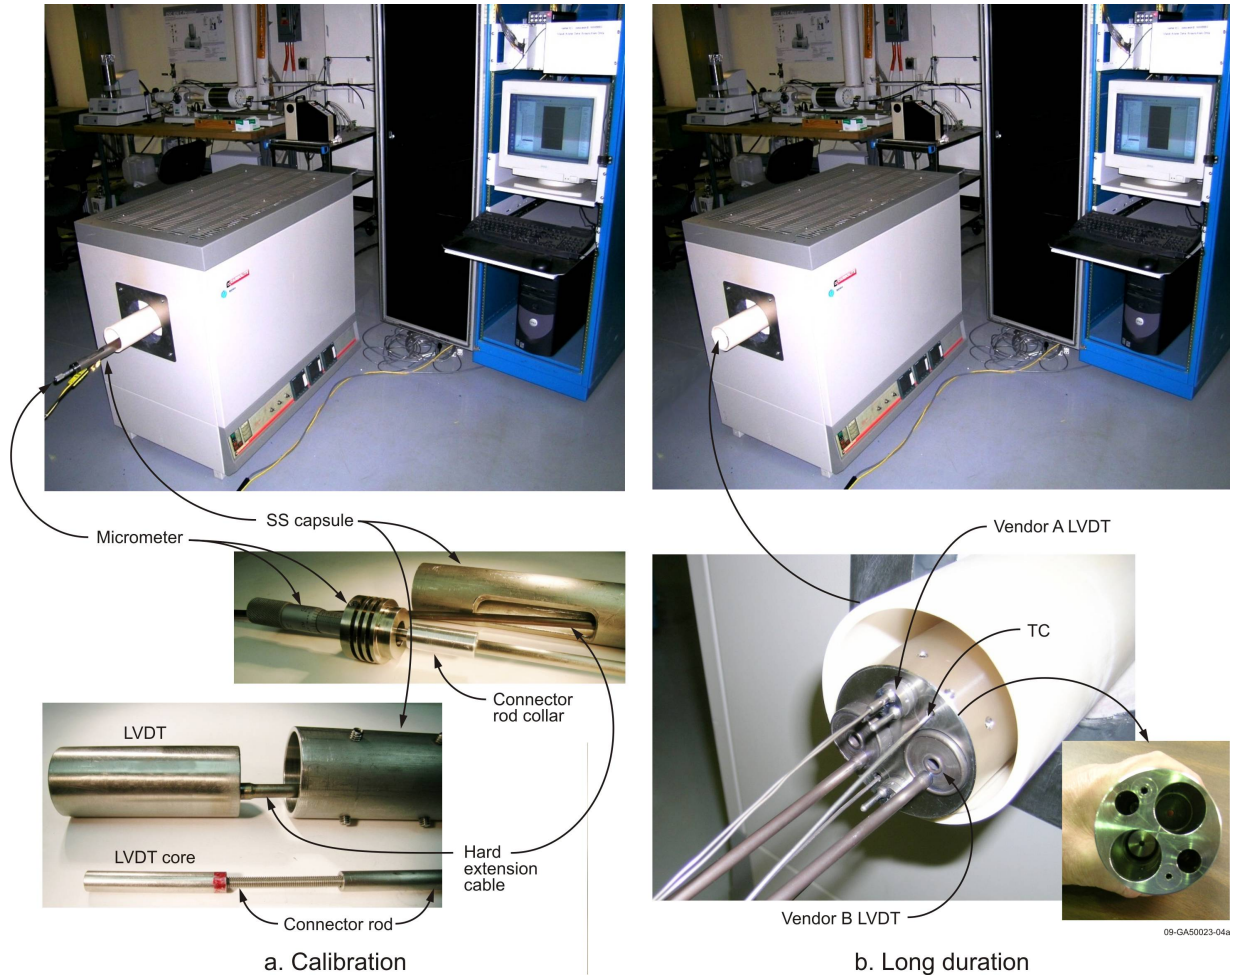 SS capsule
Micrometer
Connector
rod collar
LVDT
LVDT core
Hard
extension
cable
Connector rod
a. Calibration
Vendor A LVDT
TC
Vendor B LVDT
09-GA50023-04a
b. Long duration